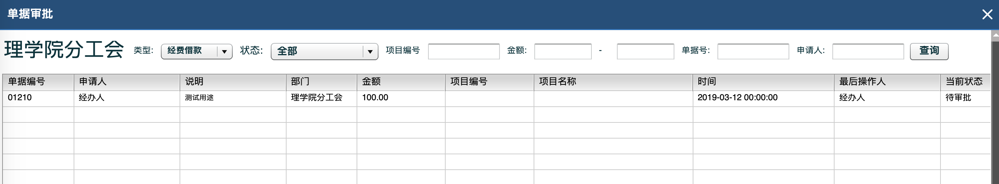 单据审批
理学院分工会 类型: 经费借款 状态: 全部 项目编号 金额: - 单据号: 申请人: 查询
单据编号 申请人 说明 部门 金额 项目编号 项目名称 时间 最后操作人 当前状态
01210 经办人 测试用途 理学院分工会 100.00 2019-03-12 00:00:00 经办人 待审批